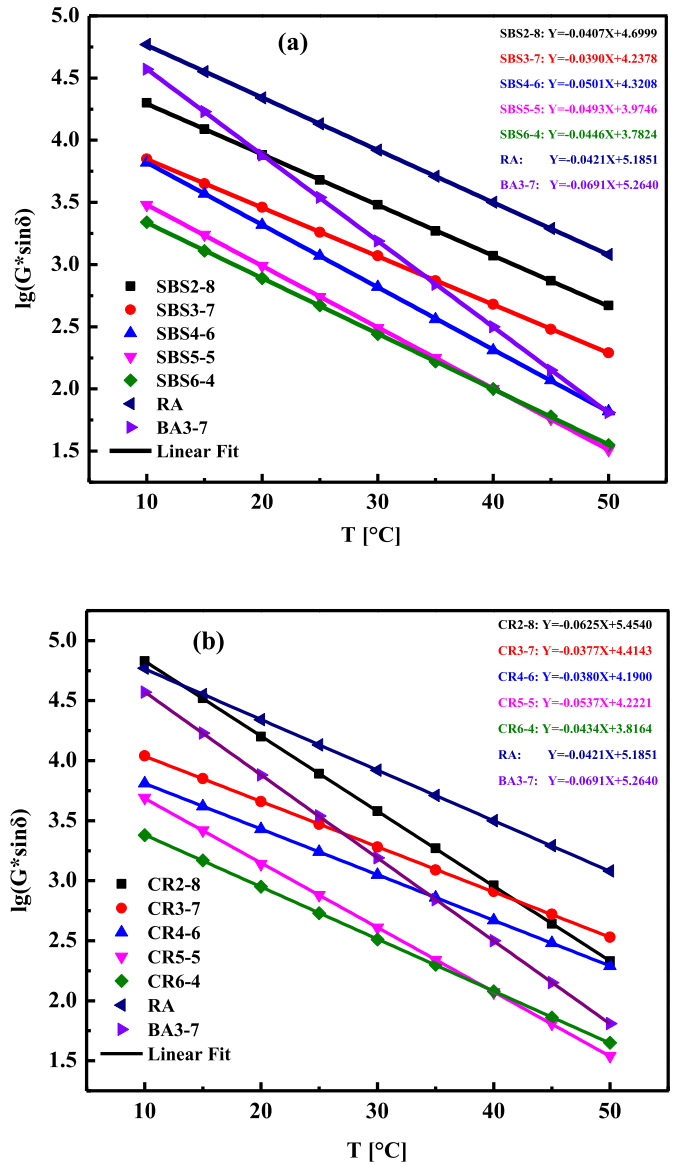 (a)
SBS2-8: Y=-0.0407X+4.6999
SBS3-7: Y=-0.0390X+4.2378
SBS4-6: Y=-0.0501X+4.3208
SBS5-5: Y=-0.0493X+3.9746
SBS6-4: Y=-0.0446X+3.7824
RA: Y=-0.0421X+5.1851
BA3-7: Y=-0.0691X+5.2640
5.0
4.5
4.0
3.5
3.0
2.5
2.0
1.5
lg(G*sinδ)
SBS2-8
SBS3-7
SBS4-6
SBS5-5
SBS6-4
RA
BA3-7
Linear Fit
10 20 30 40 50
T [°C]
(b)
CR2-8: Y=-0.0625X+5.4540
CR3-7: Y=-0.0377X+4.4143
CR4-6: Y=-0.0380X+4.1900
CR5-5: Y=-0.0537X+4.2221
CR6-4: Y=-0.0434X+3.8164
RA: Y=-0.0421X+5.1851
BA3-7: Y=-0.0691X+5.2640
5.0
4.5
4.0
3.5
3.0
2.5
2.0
1.5
lg(G*sinδ)
CR2-8
CR3-7
CR4-6
CR5-5
CR6-4
RA
BA3-7
Linear Fit
10 20 30 40 50
T [°C]